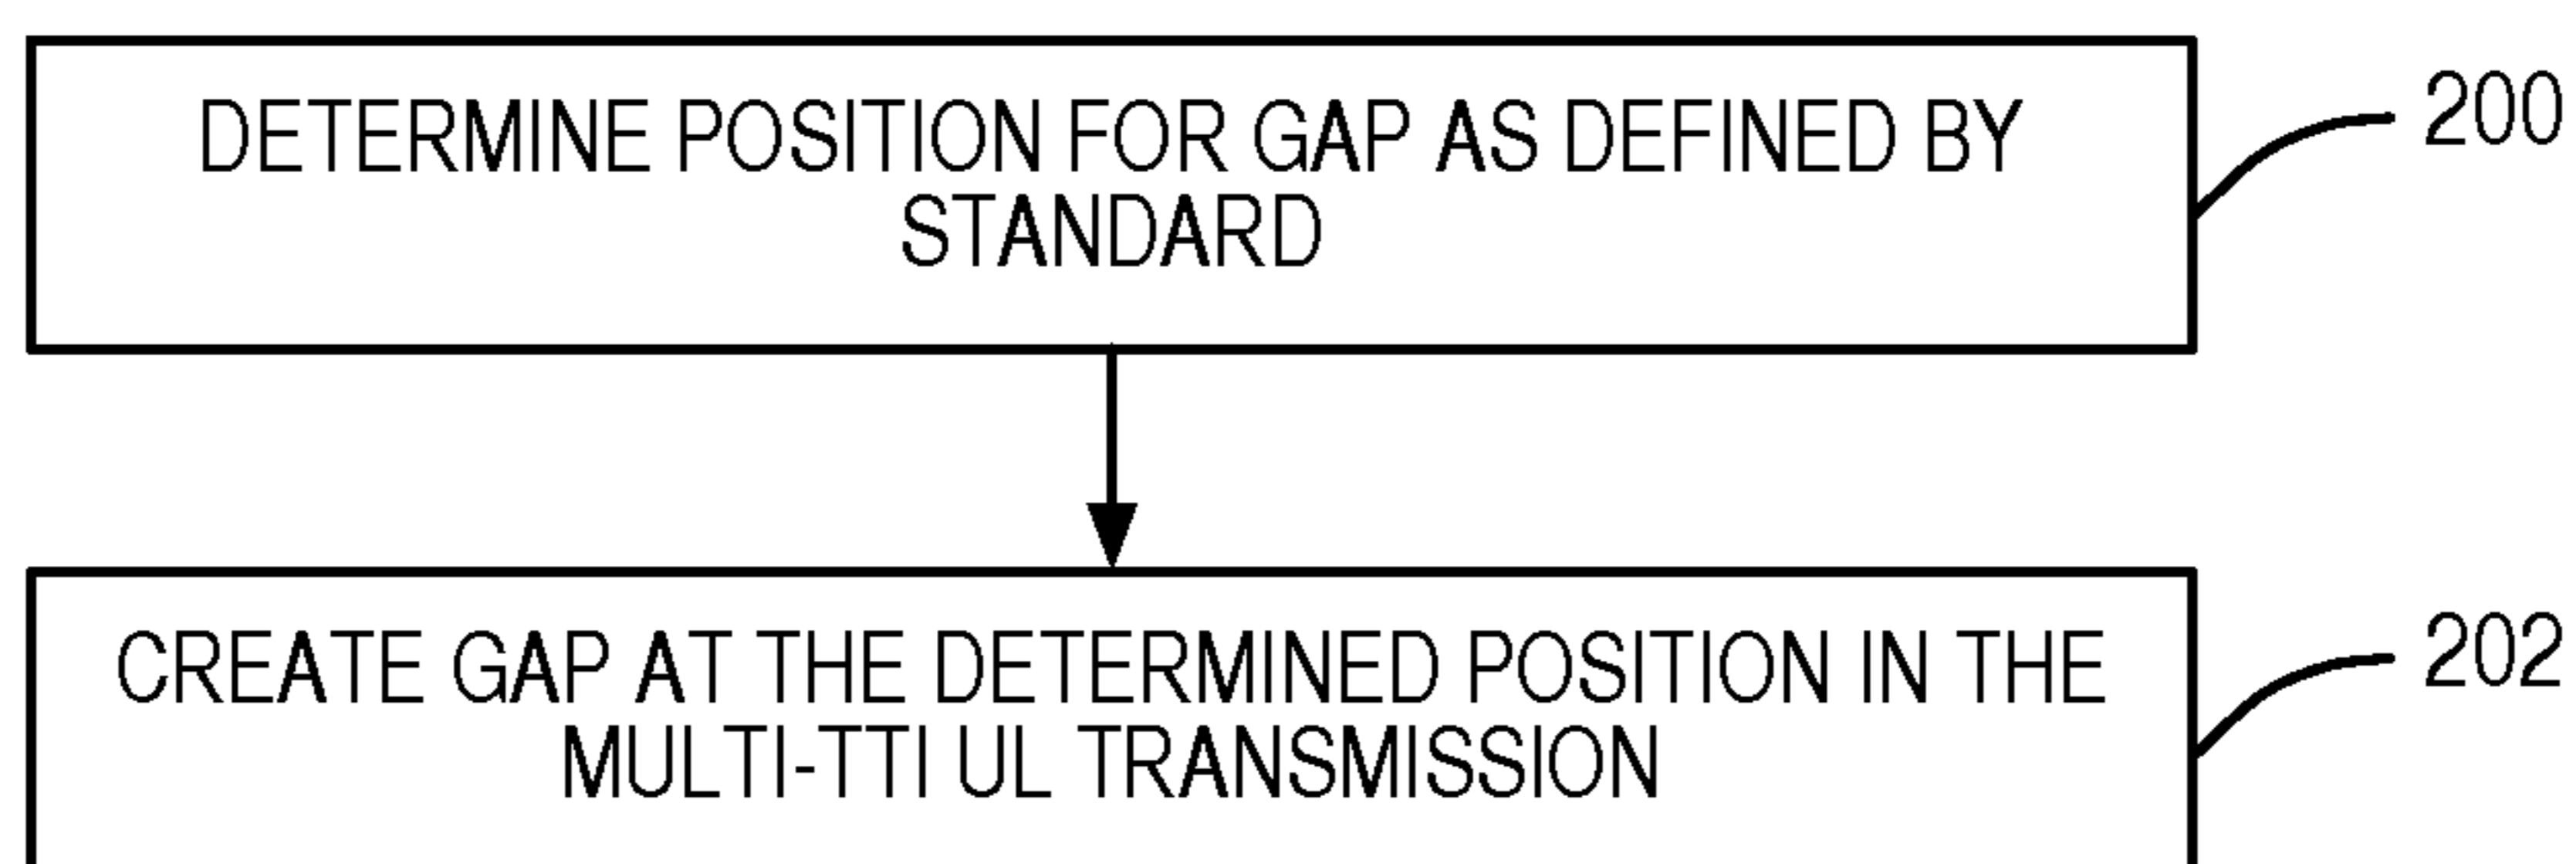 DETERMINE POSITION FOR GAP AS DEFINED BY
STANDARD
200
CREATE GAP AT THE DETERMINED POSITION IN THE
MULTI-TTI UL TRANSMISSION
202